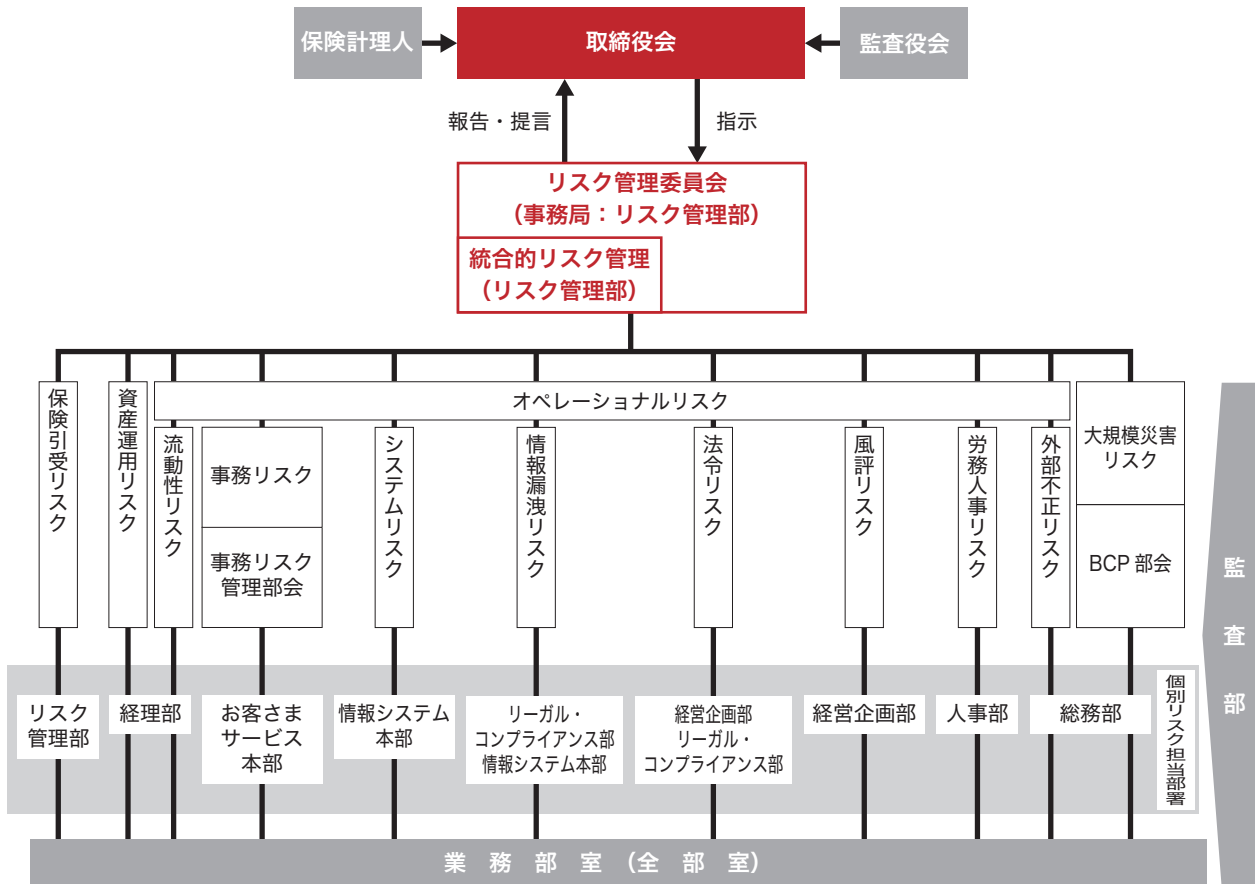 保険計理人
取締役会
監査役会
報告・提言
指示
リスク管理委員会
（事務局：リスク管理部）
統合的リスク管理
（リスク管理部）
保険引受リスク
資産運用リスク
オペレーショナルリスク
流動性リスク
事務リスク
事務リスク
管理部会
システムリスク
情報漏洩リスク
法令リスク
風評リスク
労務人事リスク
外部不正リスク
大規模災害
リスク
BCP 部会
監査部
リスク
管理部
経理部
お客さま
サービス
本部
情報システム
本部
リーガル・
コンプライアンス部
情報システム本部
経営企画部
リーガル・
コンプライアンス部
経営企画部
人事部
総務部
個別リスク担当部署
業務部室（全部室）